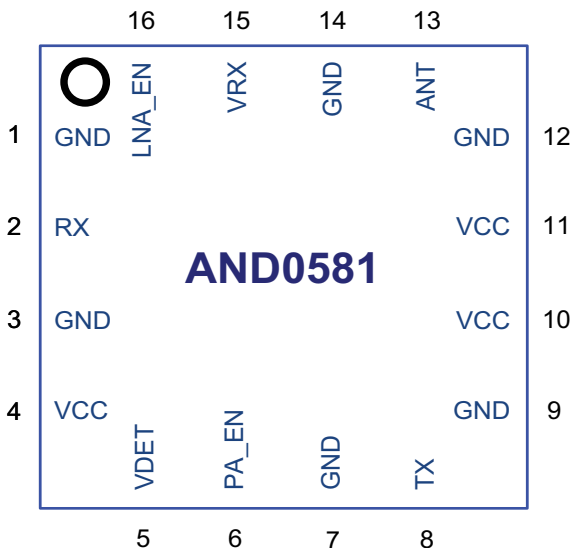 16 15 14 13
LNA_EN VRX GND ANT
1 GND GND 12
2 RX VCC 11
AND0581
3 GND VCC 10
4 VCC GND 9
VDET PA_EN GND TX
5 6 7 8